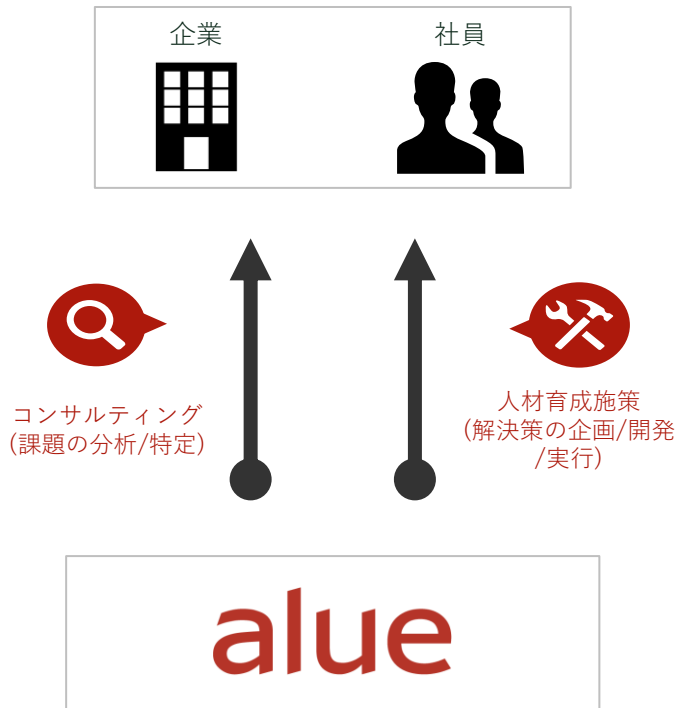 企業
社員
コンサルティング
(課題の分析/特定)
人材育成施策
(解決策の企画/開発
/実行)
alue